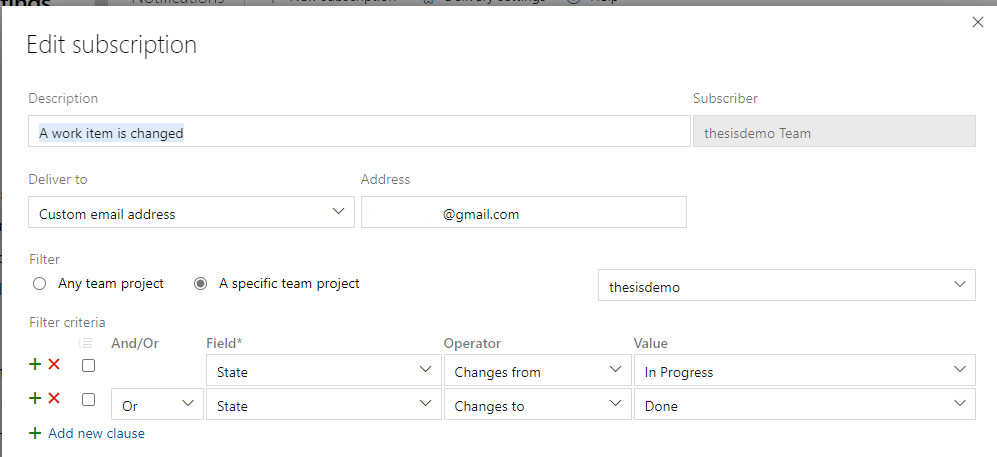 Notifications
Edit subscription
Description Subscriber
A work item is changed thesisdemo Team
Deliver to Address
Custom email address @gmail.com
Filter
Any team project A specific team project thesisdemo
Filter criteria
And/Or Field* Operator Value
State Changes from In Progress
Or State Changes to Done
Add new clause